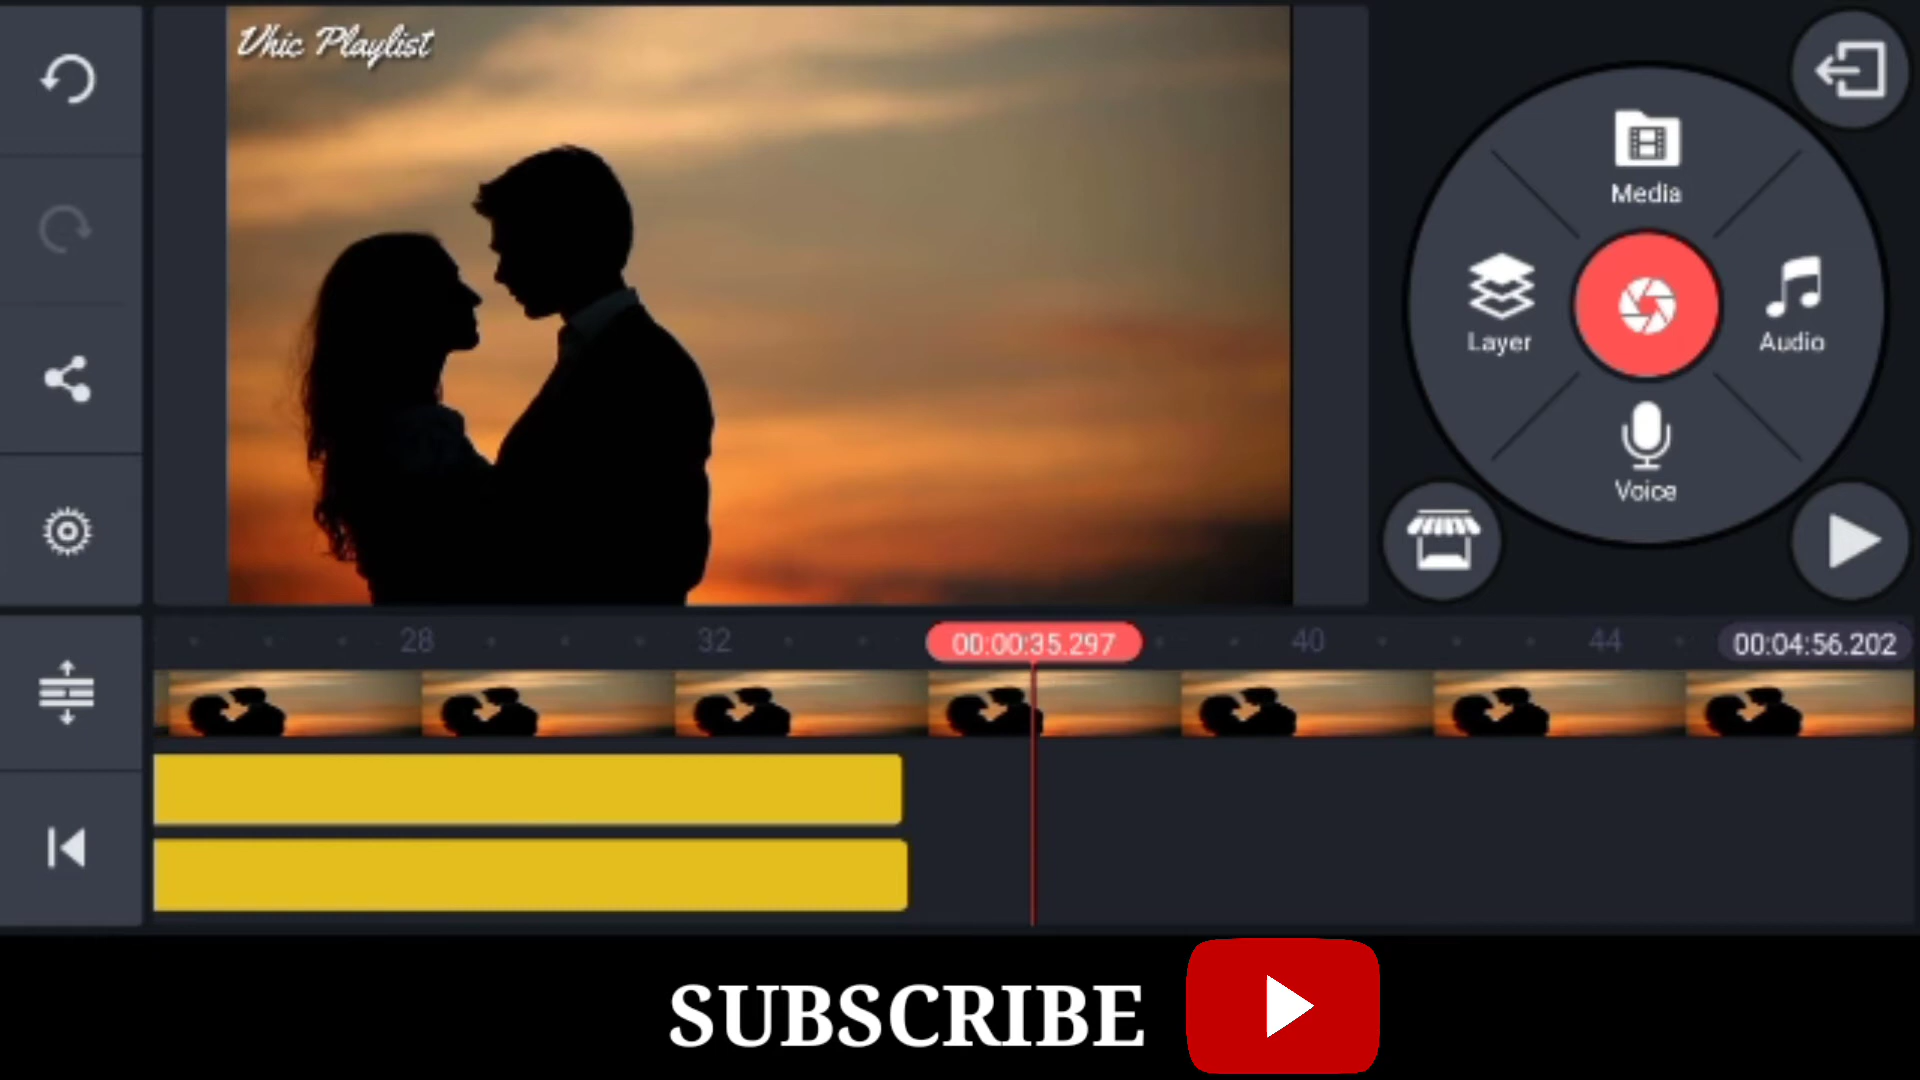 Vhic Playlist
Media
Layer
Audio
Voice
28
32
00:00:35.297
40
44
00:04:56.202
SUBSCRIBE